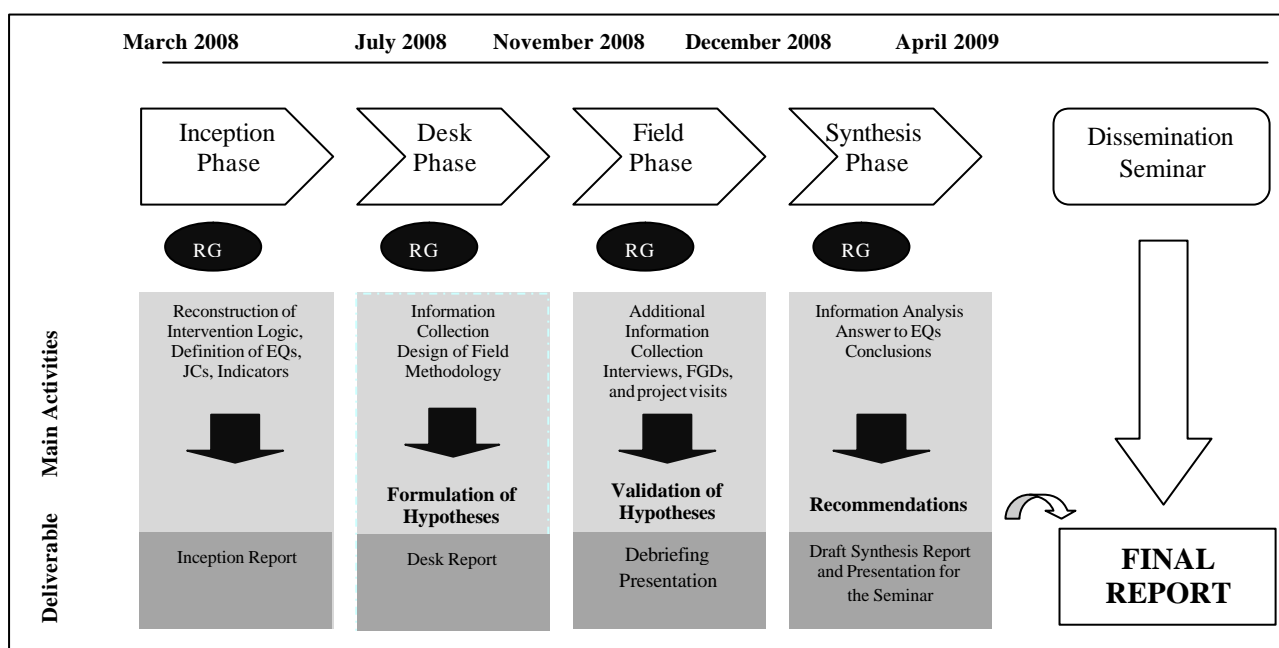 March 2008 July 2008 November 2008 December 2008 April 2009
Inception
Phase
Desk
Phase
Field
Phase
Synthesis
Phase
Dissemination
Seminar
RG
RG
RG
RG
Main Activities
Reconstruction of
Intervention Logic,
Definition of EQs,
JCs, Indicators
Information
Collection
Design of Field
Methodology
Formulation of
Hypotheses
Additional
Information
Collection
Interviews, FGDs,
and project visits
Validation of
Hypotheses
Information Analysis
Answer to EQs
Conclusions
Recommendations
Deliverable
Inception Report
Desk Report
Debriefing
Presentation
Draft Synthesis Report
and Presentation for
the Seminar
FINAL
REPORT